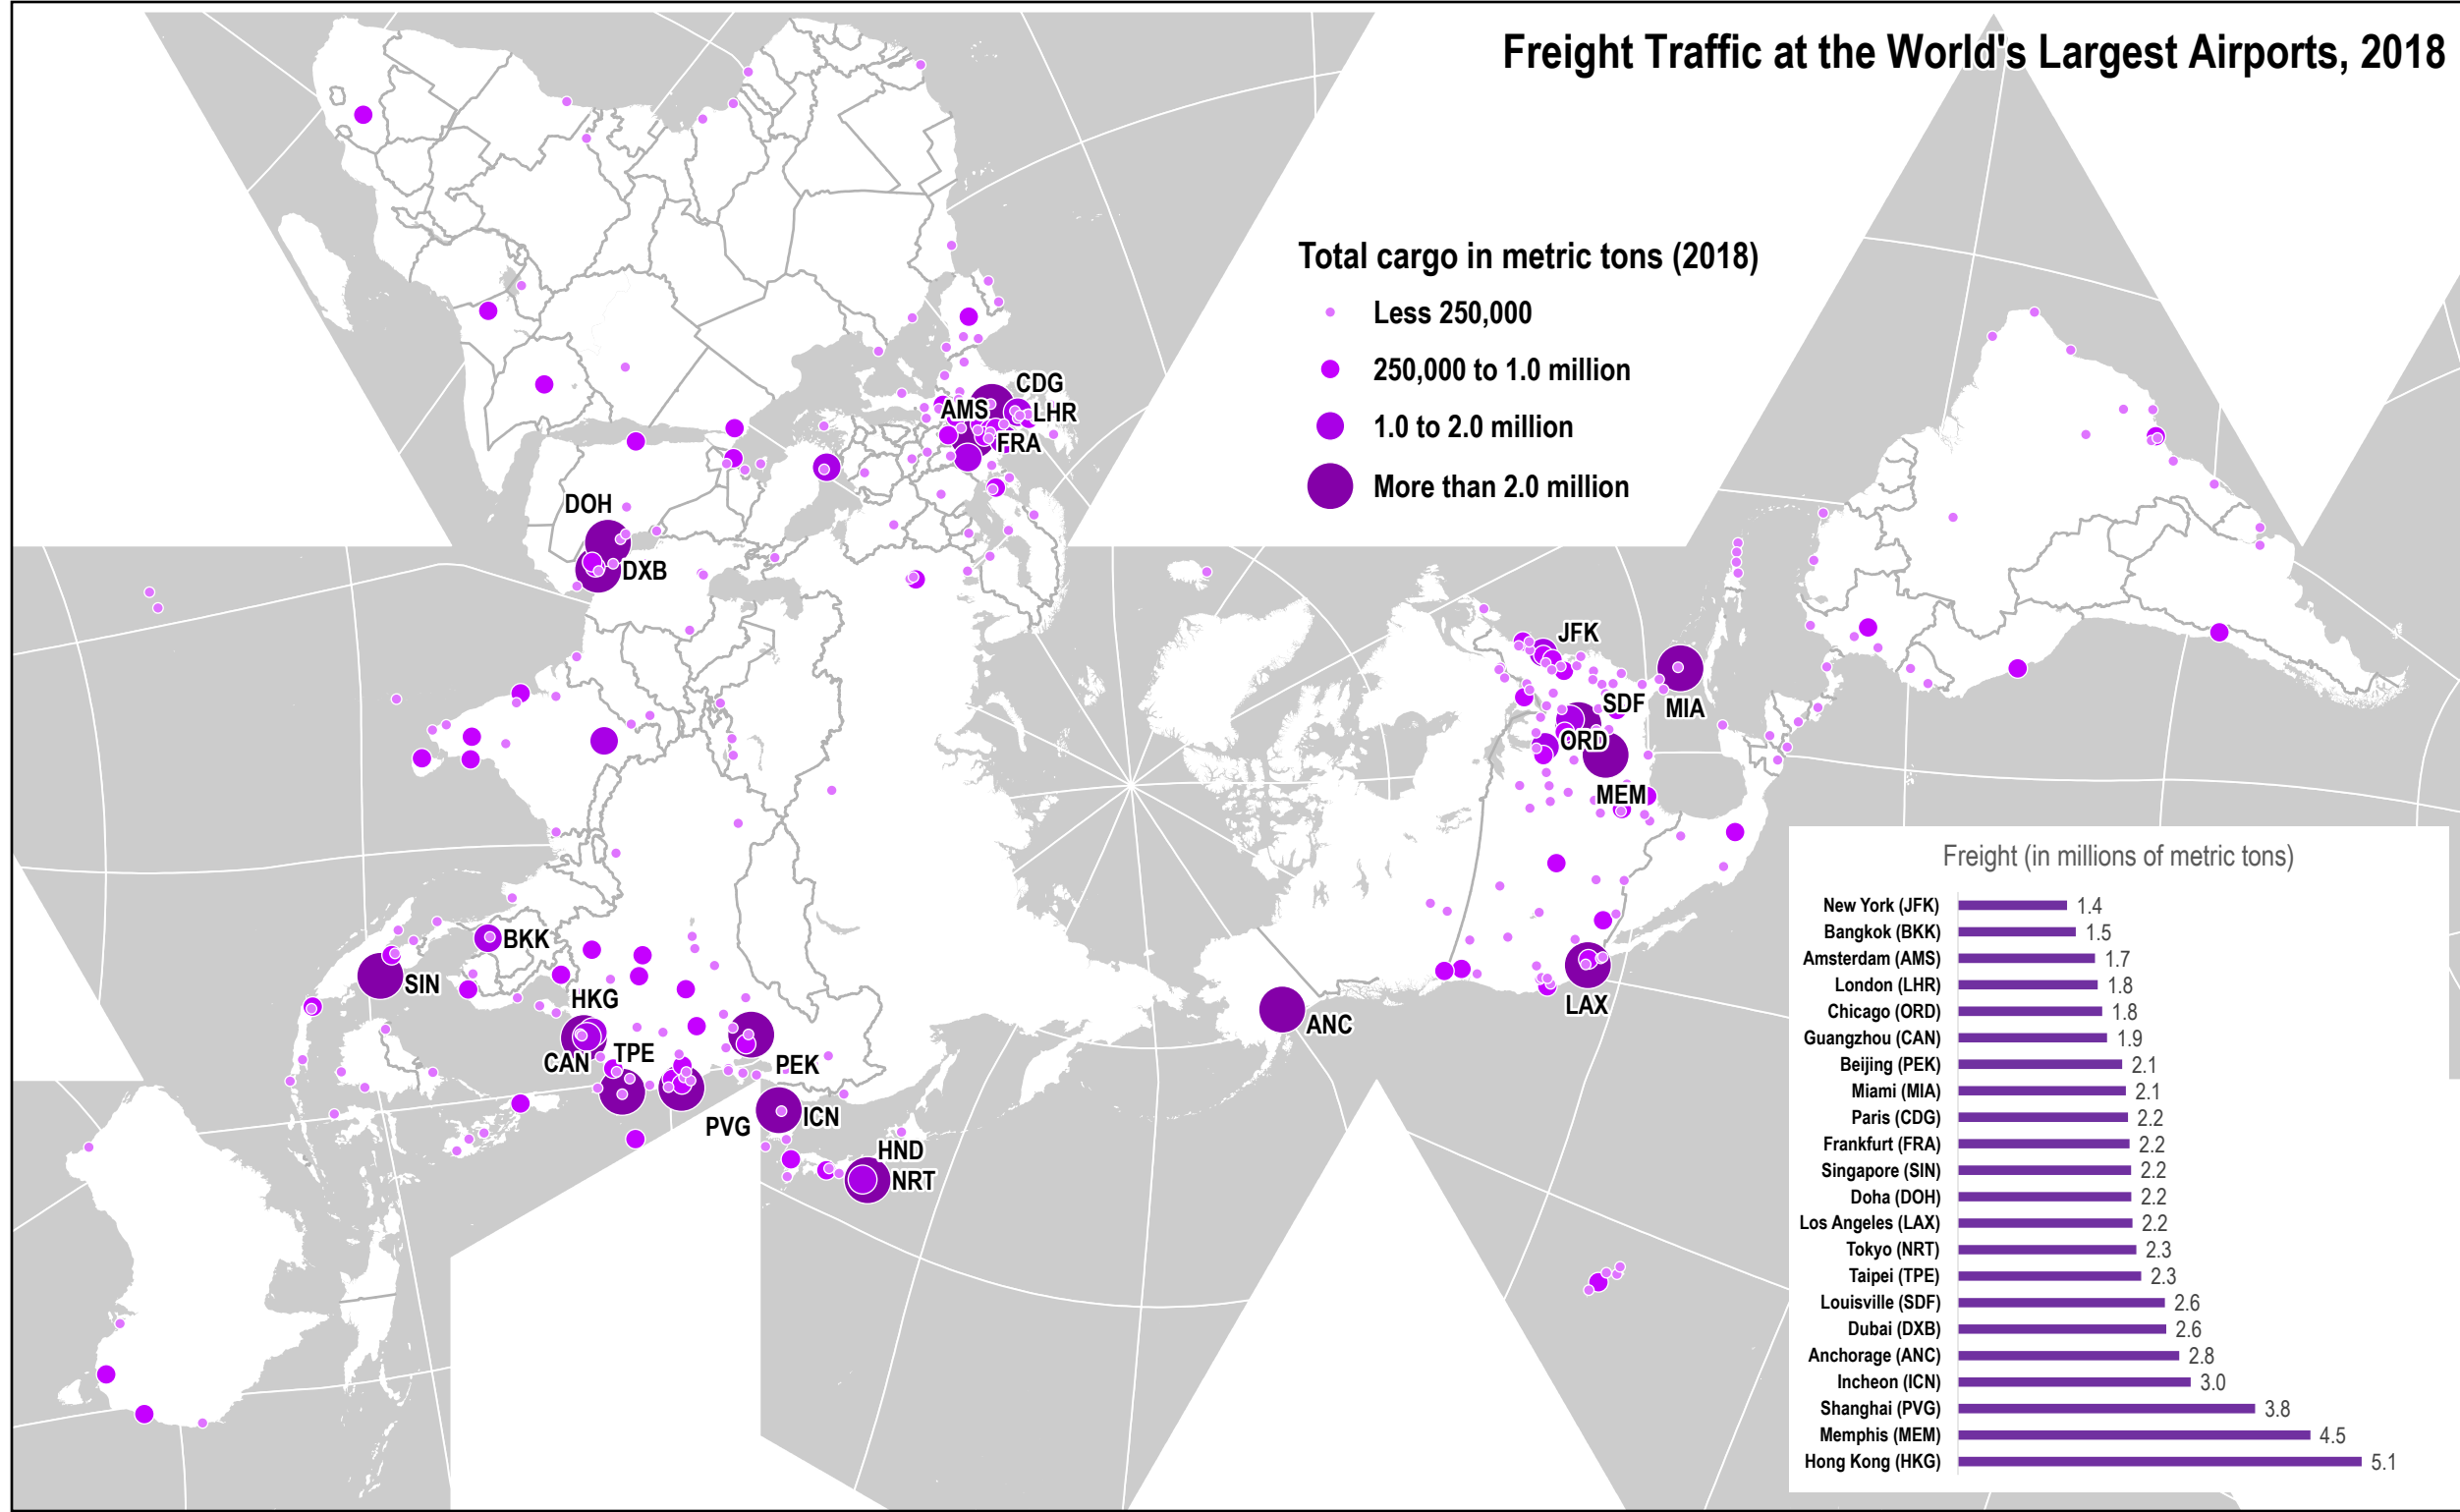 Freight Traffic at the World's Largest Airports, 2018
Total cargo in metric tons (2018)
Less 250,000
250,000 to 1.0 million
1.0 to 2.0 million
More than 2.0 million
CDG
AMS
LHR
FRA
DOH
DXB
JFK
SDF
MIA
ORD
MEM
BKK
SIN
HKG
LAX
ANC
CAN
TPE
PEK
PVG
ICN
HND
NRT
Freight (in millions of metric tons)
New York (JFK) 1.4
Bangkok (BKK) 1.5
Amsterdam (AMS) 1.7
London (LHR) 1.8
Chicago (ORD) 1.8
Guangzhou (CAN) 1.9
Beijing (PEK) 2.1
Miami (MIA) 2.1
Paris (CDG) 2.2
Frankfurt (FRA) 2.2
Singapore (SIN) 2.2
Doha (DOH) 2.2
Los Angeles (LAX) 2.2
Tokyo (NRT) 2.3
Taipei (TPE) 2.3
Louisville (SDF) 2.6
Dubai (DXB) 2.6
Anchorage (ANC) 2.8
Incheon (ICN) 3.0
Shanghai (PVG) 3.8
Memphis (MEM) 4.5
Hong Kong (HKG) 5.1